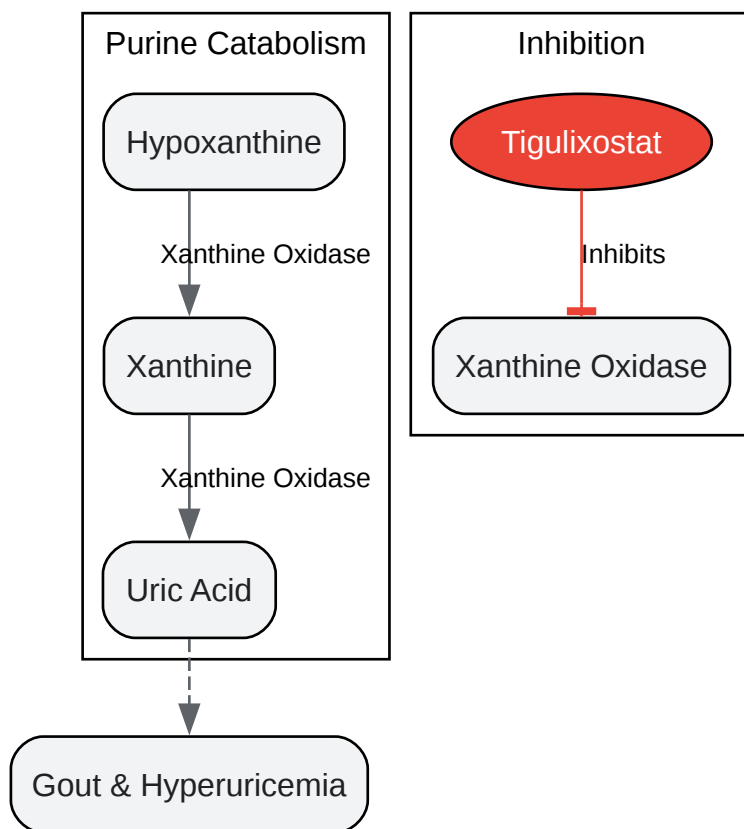 Purine Catabolism
Hypoxanthine
Xanthine Oxidase
Xanthine
Xanthine Oxidase
Uric Acid
Gout & Hyperuricemia
Inhibition
Tigulixostat
Inhibits
Xanthine Oxidase